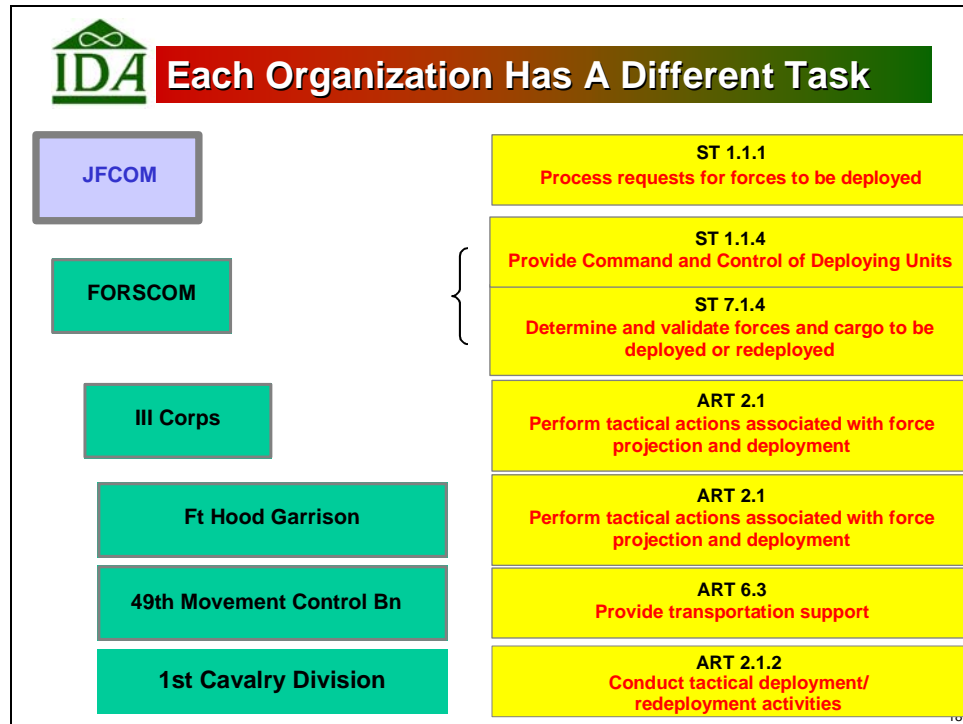 IDA
Each Organization Has A Different Task
JFCOM
ST 1.1.1
Process requests for forces to be deployed
FORSCOM
ST 1.1.4
Provide Command and Control of Deploying Units
ST 7.1.4
Determine and validate forces and cargo to be
deployed or redeployed
III Corps
ART 2.1
Perform tactical actions associated with force
projection and deployment
Ft Hood Garrison
ART 2.1
Perform tactical actions associated with force
projection and deployment
49th Movement Control Bn
ART 6.3
Provide transportation support
1st Cavalry Division
ART 2.1.2
Conduct tactical deployment/
redeployment activities